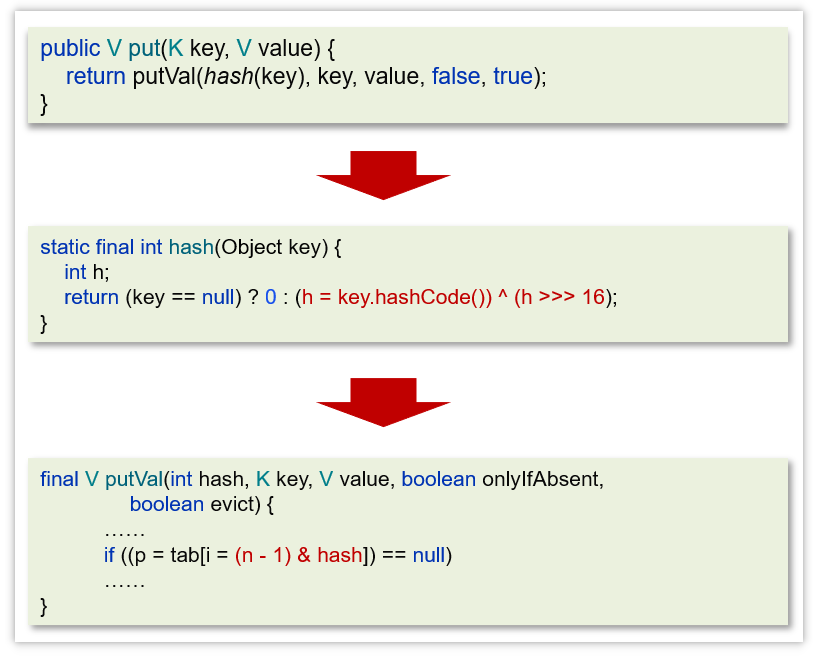 public V put(K key, V value) {
return putVal(hash(key), key, value, false, true);
}
static final int hash(Object key) {
int h;
return (key == null) ? 0 : (h = key.hashCode()) ^ (h >>> 16);
}
final V putVal(int hash, K key, V value, boolean onlyIfAbsent,
boolean evict) {
……
if ((p = tab[i = (n - 1) & hash]) == null)
……
}